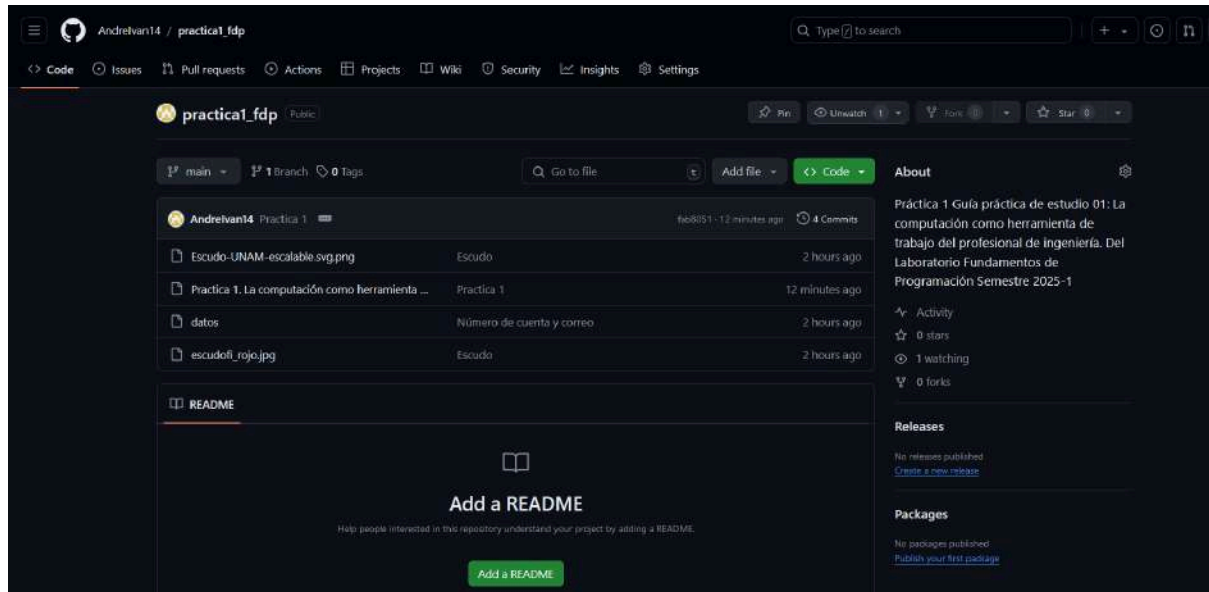 AndreIvan14 / practica1_fdp
Type / to search
<> Code Issues Pull requests Actions Projects Wiki Security Insights Settings
practica1_fdp Public
Pin Unwatch 1 Fork 0 Star 0
main 1 Branch 0 Tags Go to file t Add file <> Code
AndreIvan14 Practica 1 12 minutes ago 4 Commits
Escudo-UNAM-escalable.svg.png Escudo 2 hours ago
Practica 1. La computación como herramienta ... Practica 1 12 minutes ago
datos Número de cuenta y correo 2 hours ago
escudofi_rojo.jpg Escudo 2 hours ago
README
Add a README
Help people interested in this repository understand your project by adding a README.
Add a README
About
Práctica 1 Guía práctica de estudio 01: La
computación como herramienta de
trabajo del profesional de ingeniería. Del
Laboratorio Fundamentos de
Programación Semestre 2025-1
Activity
0 stars
1 watching
0 forks
Releases
No releases published
Create a new release
Packages
No packages published
Publish your first package